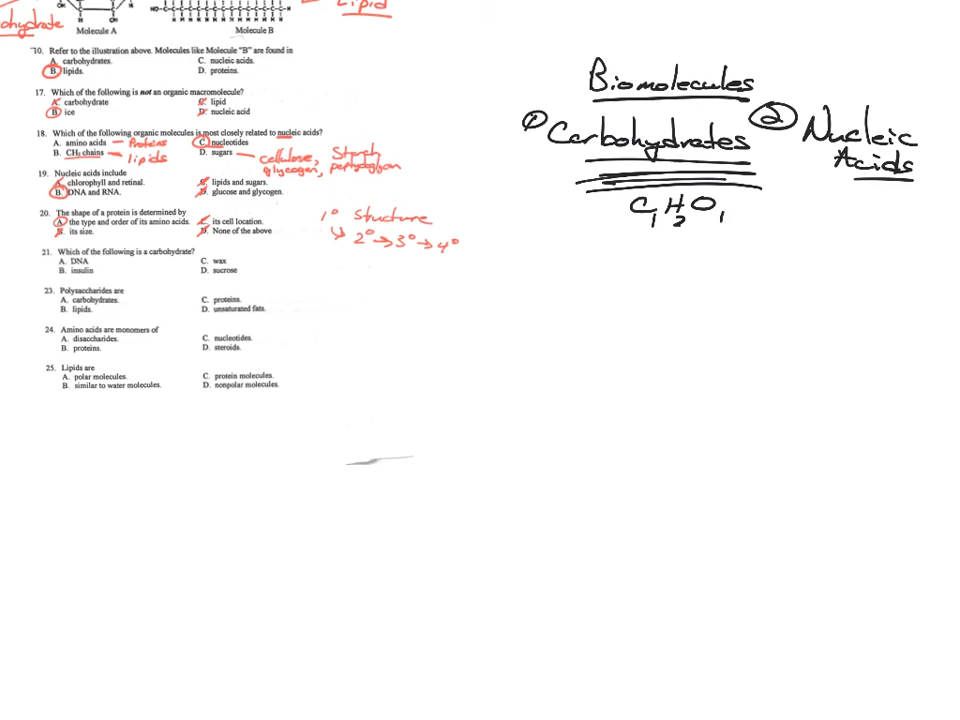 Lipid
ohydrate
OH
H
OH
HO-C-C-C-C-C-C-C-C-C-C-C-C-H
H H H H H H H H H H H H
Molecule A
Molecule B
10. Refer to the illustration above. Molecules like Molecule "B" are found in
A. carbohydrates. C. nucleic acids.
B. lipids. D. proteins.
17. Which of the following is not an organic macromolecule?
A. carbohydrate C. lipid
B. ice D. nucleic acid
18. Which of the following organic molecules is most closely related to nucleic acids?
A. amino acids — Proteins C. nucleotides
B. CH2 chains — lipids D. sugars — cellulose, Starch
glycogen, peptidoglycan
19. Nucleic acids include
A. chlorophyll and retinal. C. lipids and sugars.
B. DNA and RNA. D. glucose and glycogen.
20. The shape of a protein is determined by
A. the type and order of its amino acids. C. its cell location.
B. its size. D. None of the above
1° Structure
↳ 2° → 3° → 4°
21. Which of the following is a carbohydrate?
A. DNA C. wax
B. insulin D. sucrose
23. Polysaccharides are
A. carbohydrates. C. proteins.
B. lipids. D. unsaturated fats.
24. Amino acids are monomers of
A. disaccharides. C. nucleotides.
B. proteins. D. steroids.
25. Lipids are
A. polar molecules. C. protein molecules.
B. similar to water molecules. D. nonpolar molecules.
Biomolecules
① Carbohydrates
C1H2O1
② Nucleic
Acids